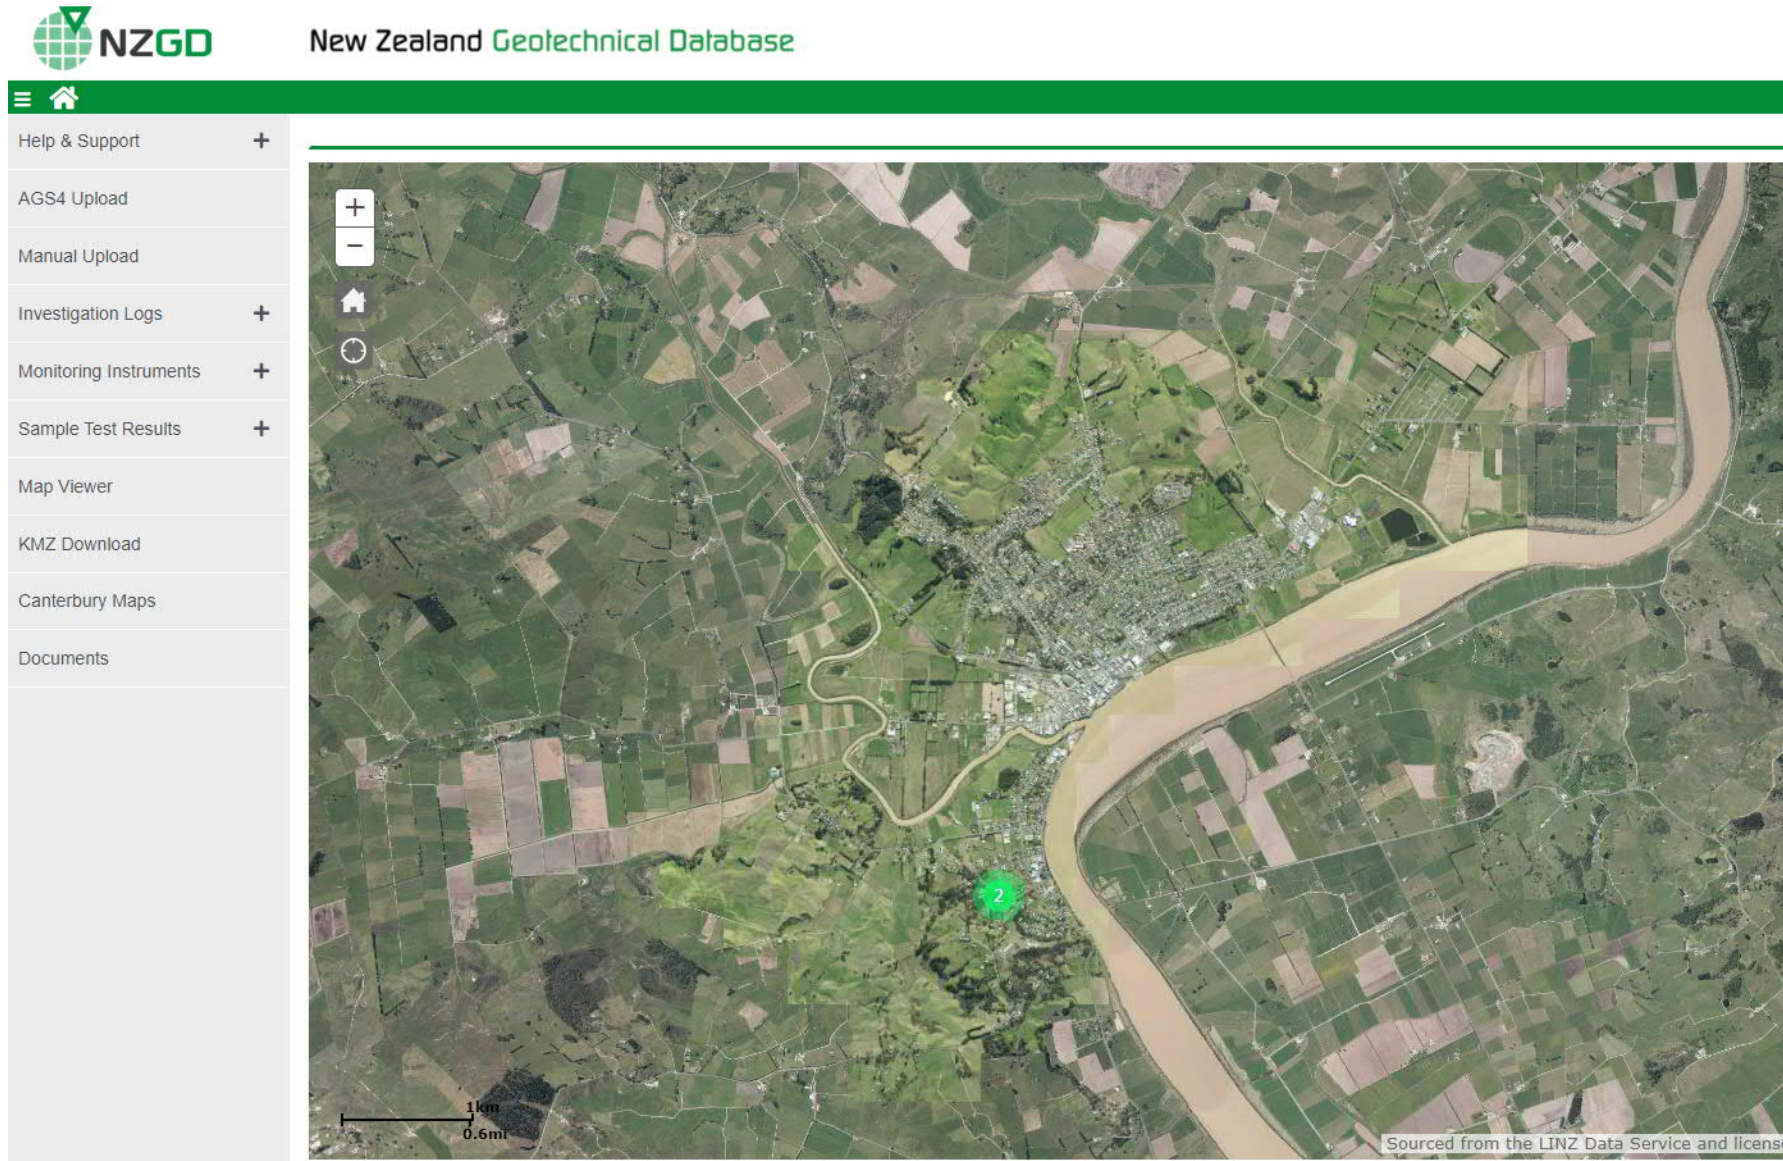 NZGD
New Zealand Geotechnical Database
Help & Support
AGS4 Upload
Manual Upload
Investigation Logs
Monitoring Instruments
Sample Test Results
Map Viewer
KMZ Download
Canterbury Maps
Documents
+
−
2
1km
0.6mi
Sourced from the LINZ Data Service and license